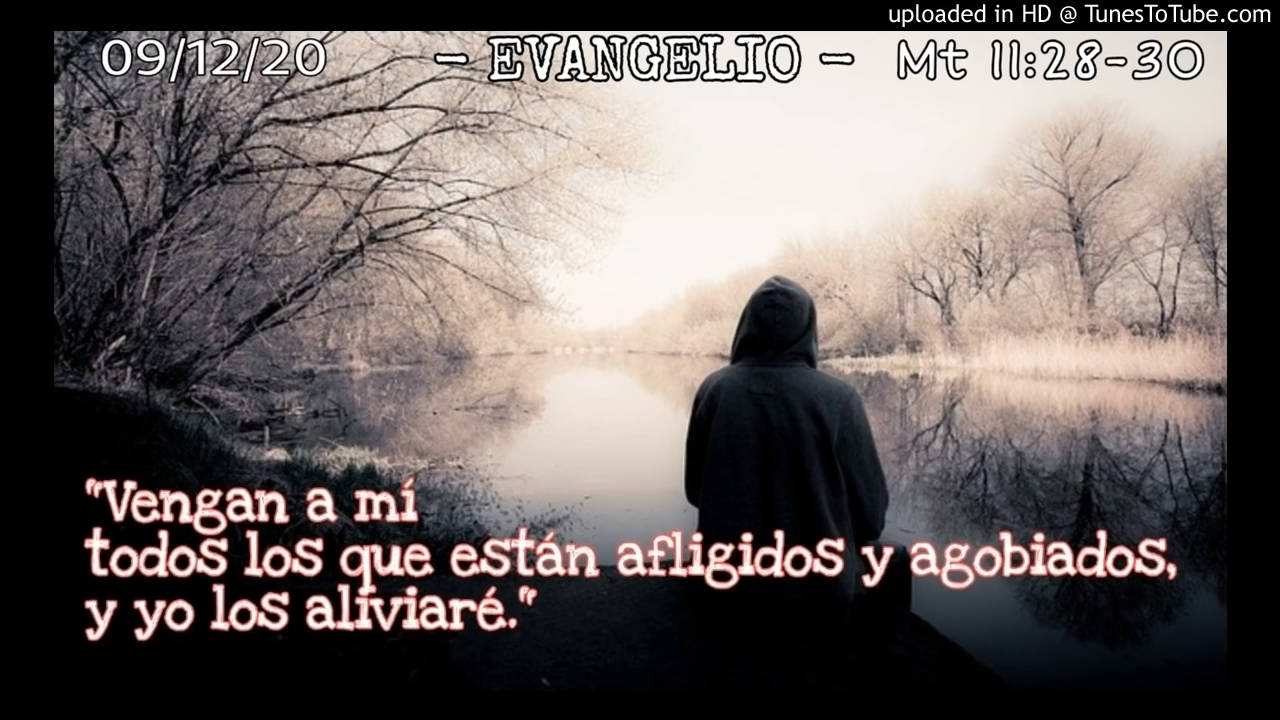 uploaded in HD @ TunesToTube.com
09/12/20 - EVANGELIO - Mt 11:28-30
"Vengan a mí
todos los que están afligidos y agobiados,
y yo los aliviaré."